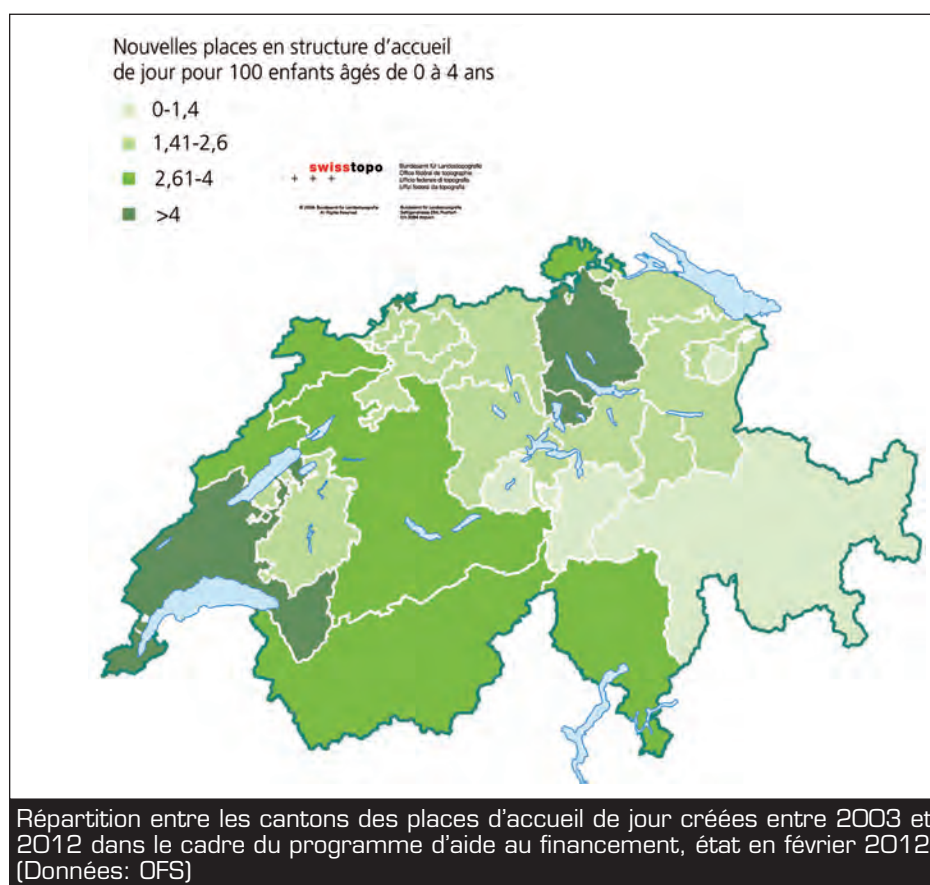 Nouvelles places en structure d'accueil
de jour pour 100 enfants âgés de 0 à 4 ans
0-1,4
1,41-2,6
2,61-4
>4
swisstopo
Bundesamt für Landestopografie
Office fédéral de topographie
Ufficio federale di topografia
Uffizi federal da topografia
Répartition entre les cantons des places d'accueil de jour créées entre 2003 et
2012 dans le cadre du programme d'aide au financement, état en février 2012
(Données: OFS)